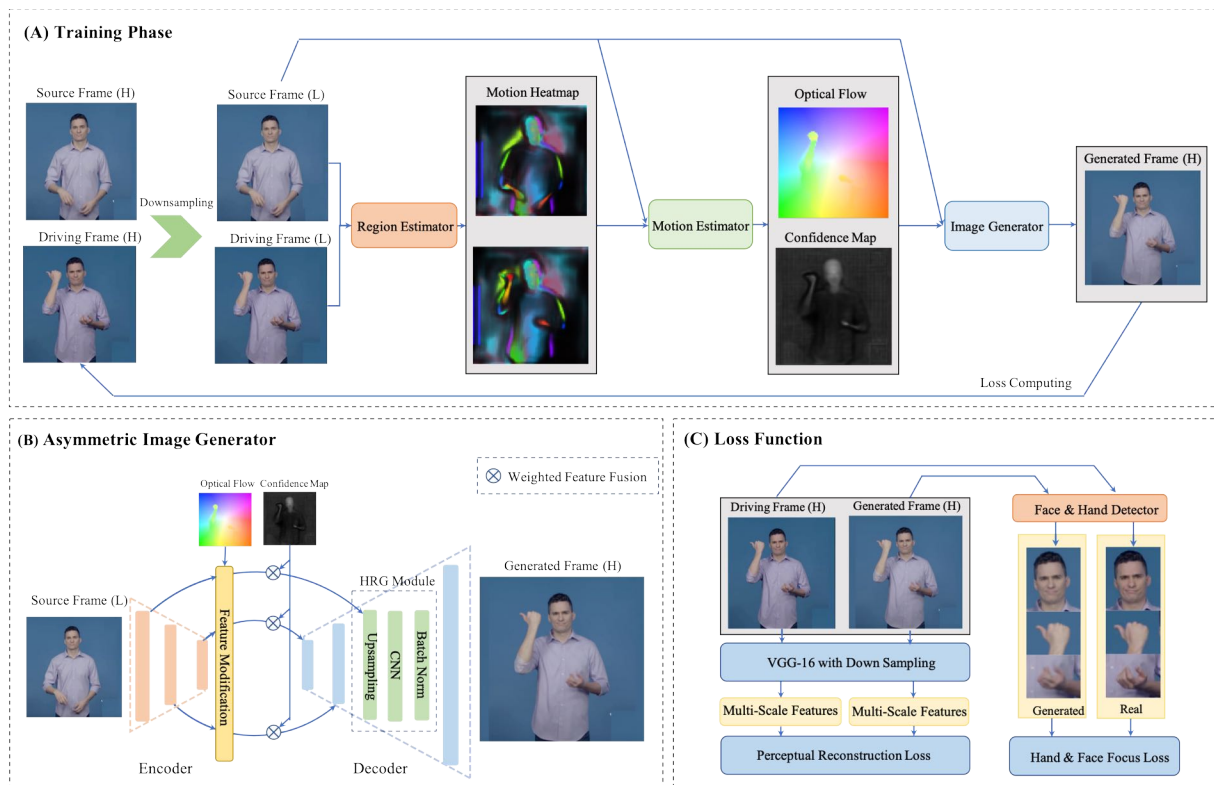 (A) Training Phase
Source Frame (H)
Source Frame (L)
Motion Heatmap
Optical Flow
Generated Frame (H)
Downsampling
Driving Frame (H)
Driving Frame (L)
Region Estimator
Motion Estimator
Image Generator
Confidence Map
Loss Computing
(B) Asymmetric Image Generator
Weighted Feature Fusion
Optical Flow
Confidence Map
HRG Module
Generated Frame (H)
Source Frame (L)
Feature Modification
Upsampling
CNN
Batch Norm
Encoder
Decoder
(C) Loss Function
Driving Frame (H)
Generated Frame (H)
Face & Hand Detector
VGG-16 with Down Sampling
Multi-Scale Features
Multi-Scale Features
Generated
Real
Perceptual Reconstruction Loss
Hand & Face Focus Loss